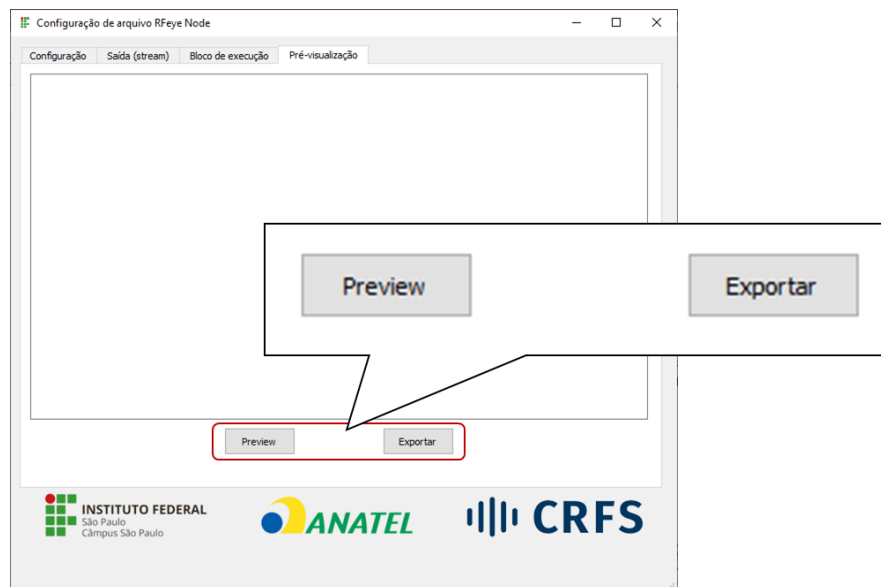 Configuração de arquivo RFeye Node
Configuração Saída (stream) Bloco de execução Pré-visualização
Preview Exportar
Preview Exportar
INSTITUTO FEDERAL
São Paulo
Câmpus São Paulo
ANATEL
CRFS